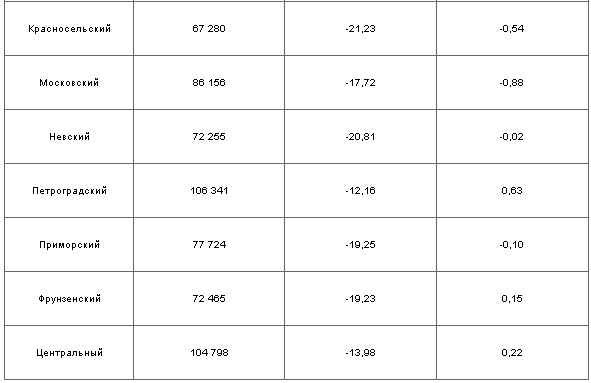 Красносельский 67 280 -21,23 -0,54
Московский 86 156 -17,72 -0,88
Невский 72 255 -20,81 -0,02
Петроградский 106 341 -12,16 0,63
Приморский 77 724 -19,25 -0,10
Фрунзенский 72 465 -19,23 0,15
Центральный 104 798 -13,98 0,22